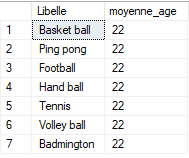 Libelle moyenne_age
1 Basket ball 22
2 Ping pong 22
3 Football 22
4 Hand ball 22
5 Tennis 22
6 Volley ball 22
7 Badmington 22